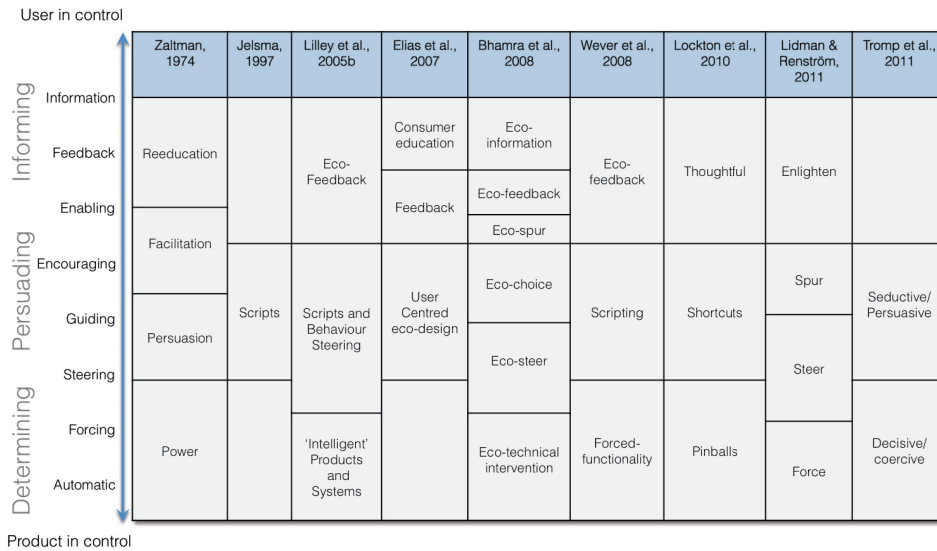 User in control
Zaltman,
1974
Jelsma,
1997
Lilley et al.,
2005b
Elias et al.,
2007
Bhamra et al.
2008
Wever et al.,
2008
Lockton et al.,
2010
Lidman &
Renström,
2011
Tromp et al.,
2011
Informing
Persuading
Determining
Information
Feedback
Enabling
Encouraging
Guiding
Steering
Forcing
Automatic
Reeducation
Facilitation
Persuasion
Power
Scripts
Eco-
Feedback
Scripts and
Behaviour
Steering
'Intelligent'
Products
and
Systems
Consumer
education
Feedback
User
Centred
eco-design
Eco-
information
Eco-feedback
Eco-spur
Eco-choice
Eco-steer
Eco-technical
intervention
Eco-
feedback
Scripting
Forced-
functionality
Thoughtful
Shortcuts
Pinballs
Enlighten
Spur
Steer
Force
Seductive/
Persuasive
Decisive/
coercive
Product in control